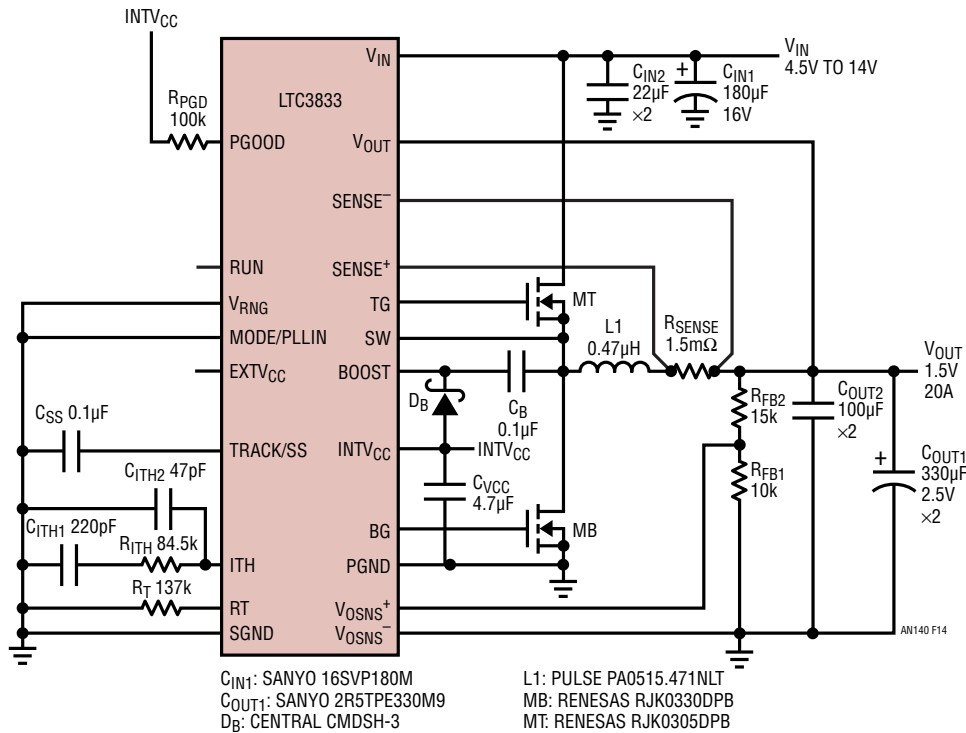 INTVCC
RPGD
100k
LTC3833
VIN
PGOOD
VOUT
SENSE–
RUN
SENSE+
VRNG
TG
MODE/PLLIN
SW
EXTVCC
BOOST
TRACK/SS
INTVCC
BG
ITH
PGND
RT
VOSNS+
SGND
VOSNS–
CIN2
22µF
×2
+
CIN1
180µF
16V
VIN
4.5V TO 14V
MT
L1
0.47µH
RSENSE
1.5mΩ
VOUT
1.5V
20A
DB
CB
0.1µF
INTVCC
CVCC
4.7µF
MB
RFB2
15k
RFB1
10k
COUT2
100µF
×2
+
COUT1
330µF
2.5V
×2
CSS 0.1µF
CITH2 47pF
CITH1 220pF
RITH 84.5k
RT 137k
AN140 F14
CIN1: SANYO 16SVP180M
COUT1: SANYO 2R5TPE330M9
DB: CENTRAL CMDSH-3
L1: PULSE PA0515.471NLT
MB: RENESAS RJK0330DPB
MT: RENESAS RJK0305DPB